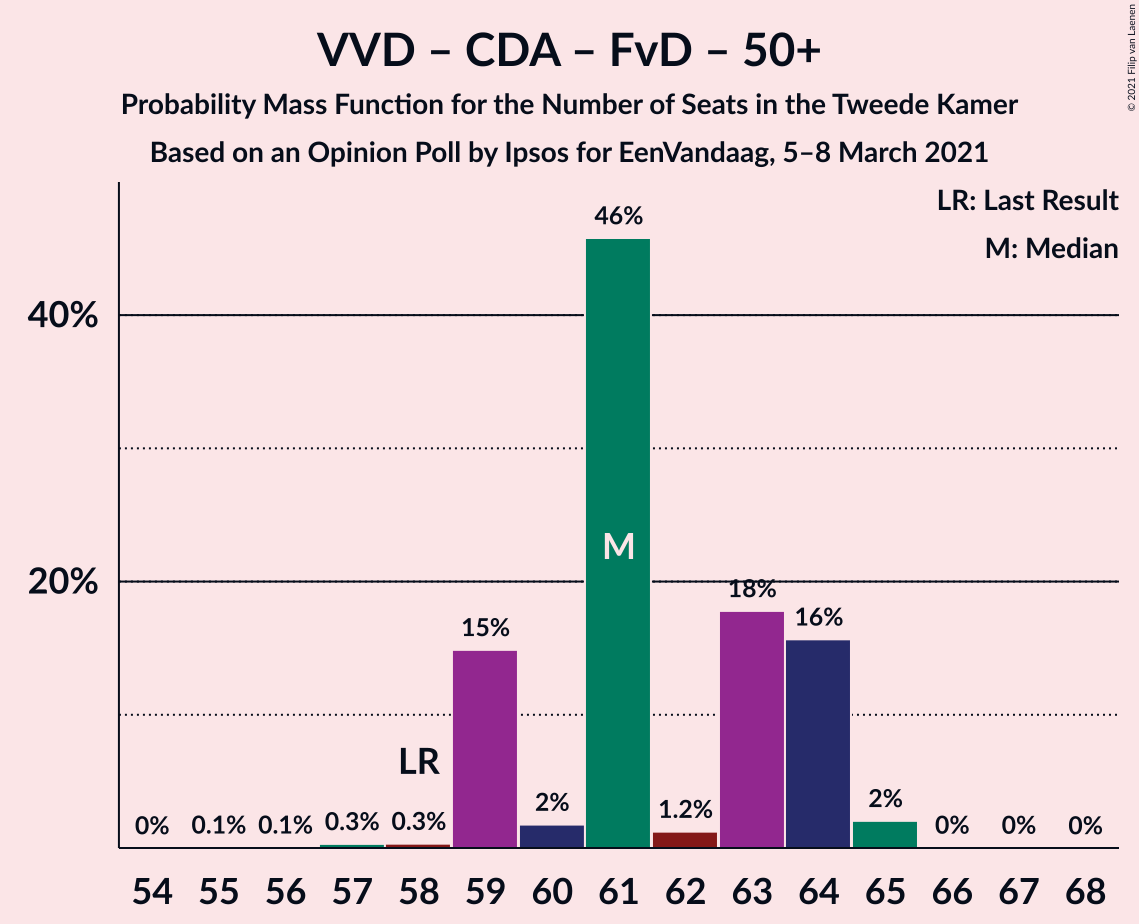 VVD – CDA – FvD – 50+
Probability Mass Function for the Number of Seats in the Tweede Kamer
Based on an Opinion Poll by Ipsos for EenVandaag, 5–8 March 2021
© 2021 Filip van Laenen
LR: Last Result
M: Median
46%
40%
M
20%
18%
16%
15%
LR
0% 0.1% 0.1% 0.3% 0.3% 2% 1.2% 2% 0% 0% 0%
54 55 56 57 58 59 60 61 62 63 64 65 66 67 68